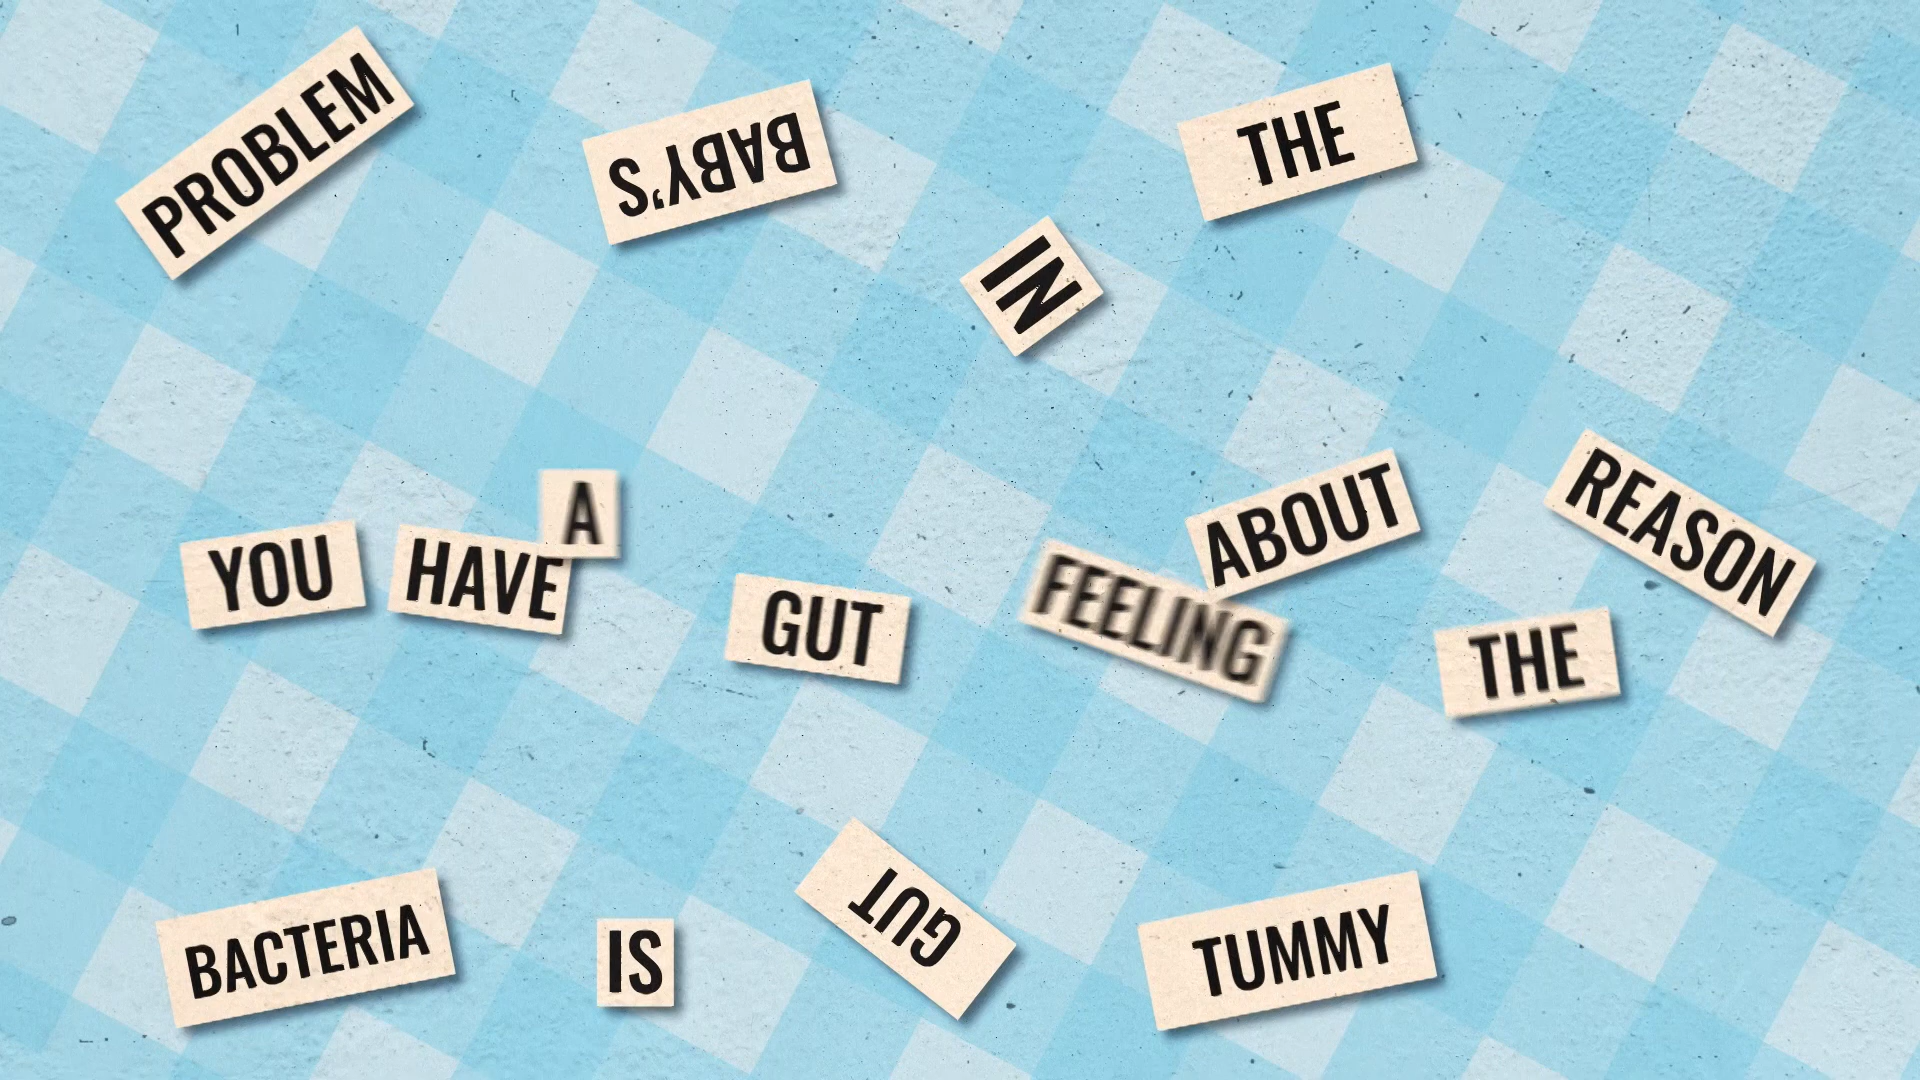 PROBLEM
BABY'S
THE
IN
YOU HAVE A GUT FEELING ABOUT THE REASON
BACTERIA
IS
GUT
TUMMY